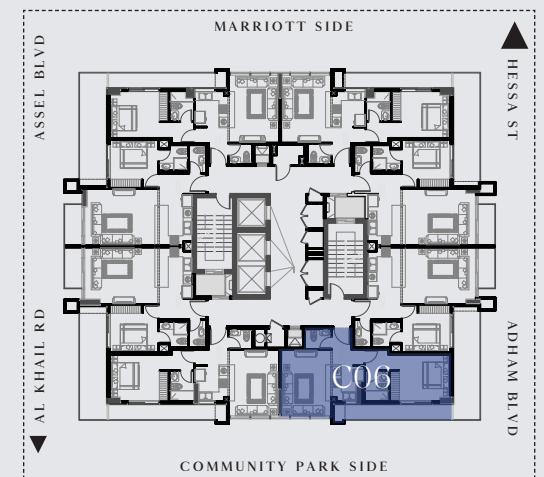 MARRIOTT SIDE
ASSEL BLVD
HESSA ST
AL KHAIL RD
ADHAM BLVD
C06
COMMUNITY PARK SIDE